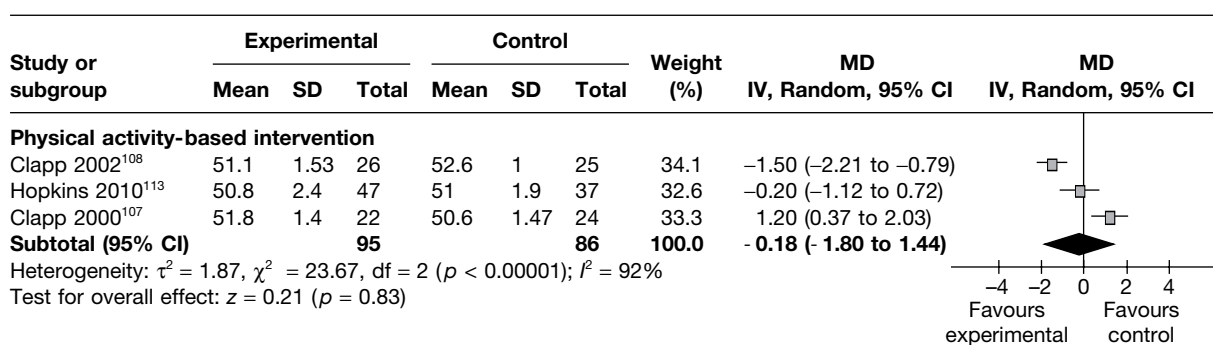 Experimental Control
Study or subgroup Mean SD Total Mean SD Total Weight (%) MD IV, Random, 95% CI MD IV, Random, 95% CI
Physical activity-based intervention
Clapp 2002¹⁰⁸ 51.1 1.53 26 52.6 1 25 34.1 −1.50 (−2.21 to −0.79)
Hopkins 2010¹¹³ 50.8 2.4 47 51 1.9 37 32.6 −0.20 (−1.12 to 0.72)
Clapp 2000¹⁰⁷ 51.8 1.4 22 50.6 1.47 24 33.3 1.20 (0.37 to 2.03)
Subtotal (95% CI) 95 86 100.0 - 0.18 (- 1.80 to 1.44)
Heterogeneity: τ² = 1.87, χ² = 23.67, df = 2 (p < 0.00001); I² = 92%
Test for overall effect: z = 0.21 (p = 0.83)
−4 −2 0 2 4
Favours experimental Favours control